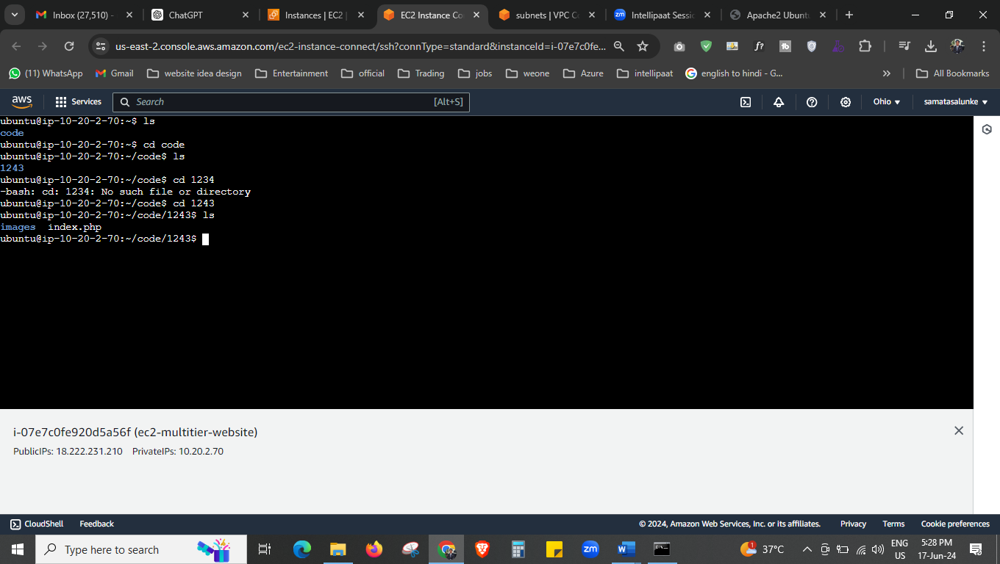 Inbox (27,510) -
ChatGPT
Instances | EC2 |
EC2 Instance Co
subnets | VPC C
zm Intellipaat Sessi
Apache2 Ubunt
us-east-2.console.aws.amazon.com/ec2-instance-connect/ssh?connType=standard&instanceId=i-07e7c0fe...
(11) WhatsApp
Gmail
website idea design
Entertainment
official
Trading
jobs
weone
Azure
intellipaat
english to hindi - G...
All Bookmarks
aws
Services
Search
[Alt+S]
Ohio
samatasalunke
ubuntu@ip-10-20-2-70:~$ ls
code
ubuntu@ip-10-20-2-70:~$ cd code
ubuntu@ip-10-20-2-70:~/code$ ls
1243
ubuntu@ip-10-20-2-70:~/code$ cd 1234
-bash: cd: 1234: No such file or directory
ubuntu@ip-10-20-2-70:~/code$ cd 1243
ubuntu@ip-10-20-2-70:~/code/1243$ ls
images  index.php
ubuntu@ip-10-20-2-70:~/code/1243$
i-07e7c0fe920d5a56f (ec2-multitier-website)
PublicIPs: 18.222.231.210 PrivateIPs: 10.20.2.70
CloudShell
Feedback
© 2024, Amazon Web Services, Inc. or its affiliates.
Privacy
Terms
Cookie preferences
Type here to search
zm
37°C
ENG
US
5:28 PM
17-Jun-24